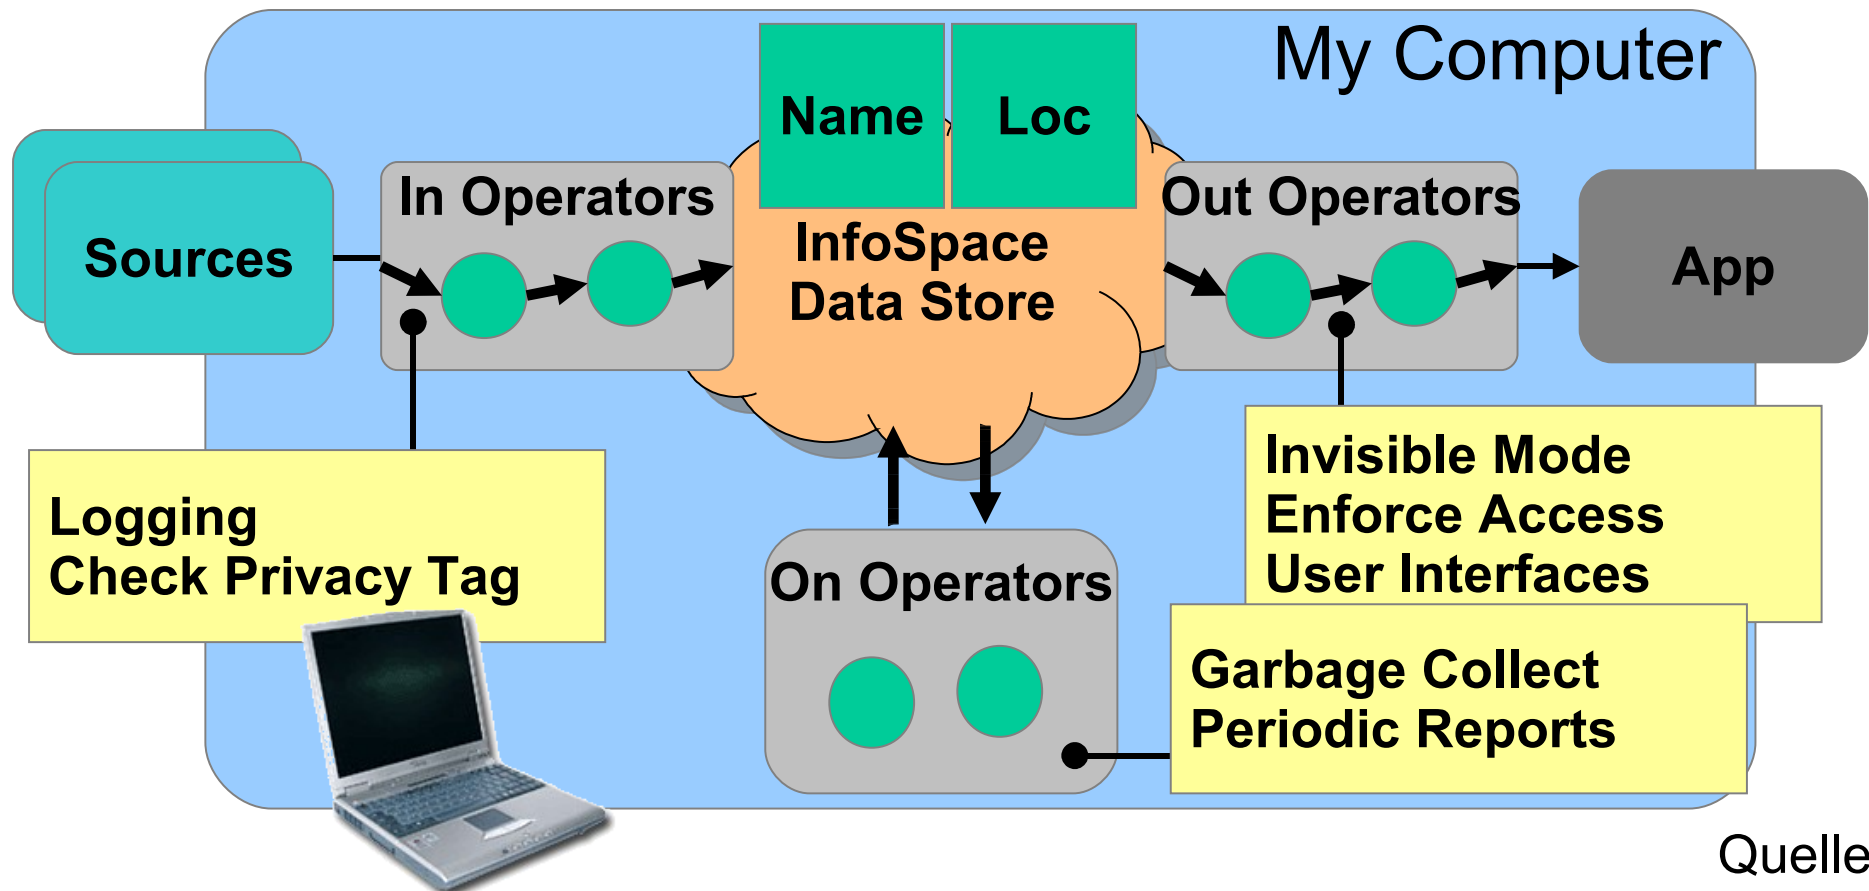 My Computer
Name
Loc
Sources
In Operators
InfoSpace
Data Store
Out Operators
App
Logging
Check Privacy Tag
On Operators
Invisible Mode
Enforce Access
User Interfaces
Garbage Collect
Periodic Reports
Quelle